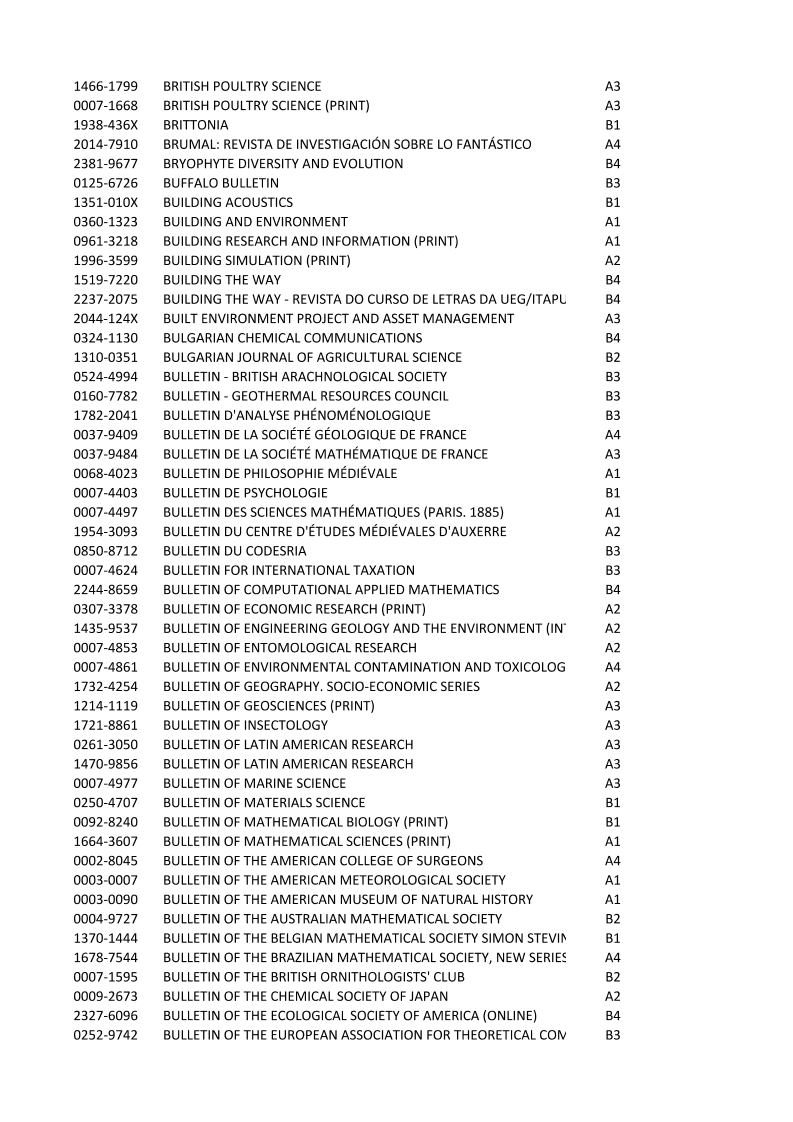 1466-1799 BRITISH POULTRY SCIENCE A3
0007-1668 BRITISH POULTRY SCIENCE (PRINT) A3
1938-436X BRITTONIA B1
2014-7910 BRUMAL: REVISTA DE INVESTIGACIÓN SOBRE LO FANTÁSTICO A4
2381-9677 BRYOPHYTE DIVERSITY AND EVOLUTION B4
0125-6726 BUFFALO BULLETIN B3
1351-010X BUILDING ACOUSTICS B1
0360-1323 BUILDING AND ENVIRONMENT A1
0961-3218 BUILDING RESEARCH AND INFORMATION (PRINT) A1
1996-3599 BUILDING SIMULATION (PRINT) A2
1519-7220 BUILDING THE WAY B4
2237-2075 BUILDING THE WAY - REVISTA DO CURSO DE LETRAS DA UEG/ITAPU B4
2044-124X BUILT ENVIRONMENT PROJECT AND ASSET MANAGEMENT A3
0324-1130 BULGARIAN CHEMICAL COMMUNICATIONS B4
1310-0351 BULGARIAN JOURNAL OF AGRICULTURAL SCIENCE B2
0524-4994 BULLETIN - BRITISH ARACHNOLOGICAL SOCIETY B3
0160-7782 BULLETIN - GEOTHERMAL RESOURCES COUNCIL B3
1782-2041 BULLETIN D'ANALYSE PHÉNOMÉNOLOGIQUE B3
0037-9409 BULLETIN DE LA SOCIÉTÉ GÉOLOGIQUE DE FRANCE A4
0037-9484 BULLETIN DE LA SOCIÉTÉ MATHÉMATIQUE DE FRANCE A3
0068-4023 BULLETIN DE PHILOSOPHIE MÉDIÉVALE A1
0007-4403 BULLETIN DE PSYCHOLOGIE B1
0007-4497 BULLETIN DES SCIENCES MATHÉMATIQUES (PARIS. 1885) A1
1954-3093 BULLETIN DU CENTRE D'ÉTUDES MÉDIÉVALES D'AUXERRE A2
0850-8712 BULLETIN DU CODESRIA B3
0007-4624 BULLETIN FOR INTERNATIONAL TAXATION B3
2244-8659 BULLETIN OF COMPUTATIONAL APPLIED MATHEMATICS B4
0307-3378 BULLETIN OF ECONOMIC RESEARCH (PRINT) A2
1435-9537 BULLETIN OF ENGINEERING GEOLOGY AND THE ENVIRONMENT (INT A2
0007-4853 BULLETIN OF ENTOMOLOGICAL RESEARCH A2
0007-4861 BULLETIN OF ENVIRONMENTAL CONTAMINATION AND TOXICOLOG A4
1732-4254 BULLETIN OF GEOGRAPHY. SOCIO-ECONOMIC SERIES A2
1214-1119 BULLETIN OF GEOSCIENCES (PRINT) A3
1721-8861 BULLETIN OF INSECTOLOGY A3
0261-3050 BULLETIN OF LATIN AMERICAN RESEARCH A3
1470-9856 BULLETIN OF LATIN AMERICAN RESEARCH A3
0007-4977 BULLETIN OF MARINE SCIENCE A3
0250-4707 BULLETIN OF MATERIALS SCIENCE B1
0092-8240 BULLETIN OF MATHEMATICAL BIOLOGY (PRINT) B1
1664-3607 BULLETIN OF MATHEMATICAL SCIENCES (PRINT) A1
0002-8045 BULLETIN OF THE AMERICAN COLLEGE OF SURGEONS A4
0003-0007 BULLETIN OF THE AMERICAN METEOROLOGICAL SOCIETY A1
0003-0090 BULLETIN OF THE AMERICAN MUSEUM OF NATURAL HISTORY A1
0004-9727 BULLETIN OF THE AUSTRALIAN MATHEMATICAL SOCIETY B2
1370-1444 BULLETIN OF THE BELGIAN MATHEMATICAL SOCIETY SIMON STEVIN B1
1678-7544 BULLETIN OF THE BRAZILIAN MATHEMATICAL SOCIETY, NEW SERIES A4
0007-1595 BULLETIN OF THE BRITISH ORNITHOLOGISTS' CLUB B2
0009-2673 BULLETIN OF THE CHEMICAL SOCIETY OF JAPAN A2
2327-6096 BULLETIN OF THE ECOLOGICAL SOCIETY OF AMERICA (ONLINE) B4
0252-9742 BULLETIN OF THE EUROPEAN ASSOCIATION FOR THEORETICAL COM B3